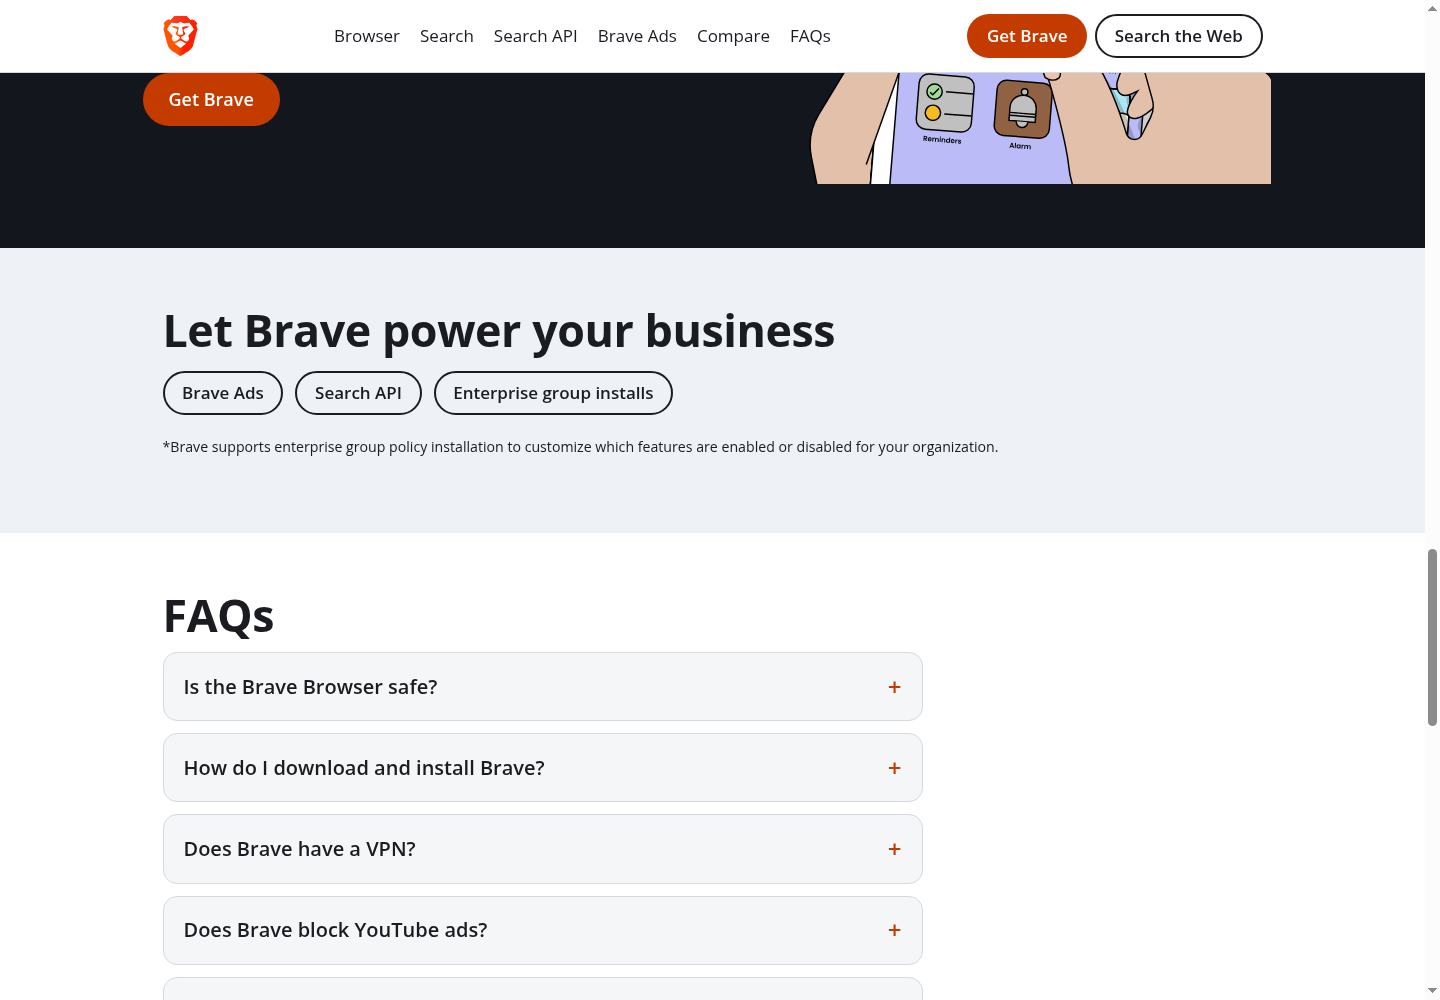 Browser Search Search API Brave Ads Compare FAQs Get Brave Search the Web
Get Brave
Reminders
Alarm
Let Brave power your business
Brave Ads Search API Enterprise group installs
*Brave supports enterprise group policy installation to customize which features are enabled or disabled for your organization.
FAQs
Is the Brave Browser safe? +
How do I download and install Brave? +
Does Brave have a VPN? +
Does Brave block YouTube ads? +